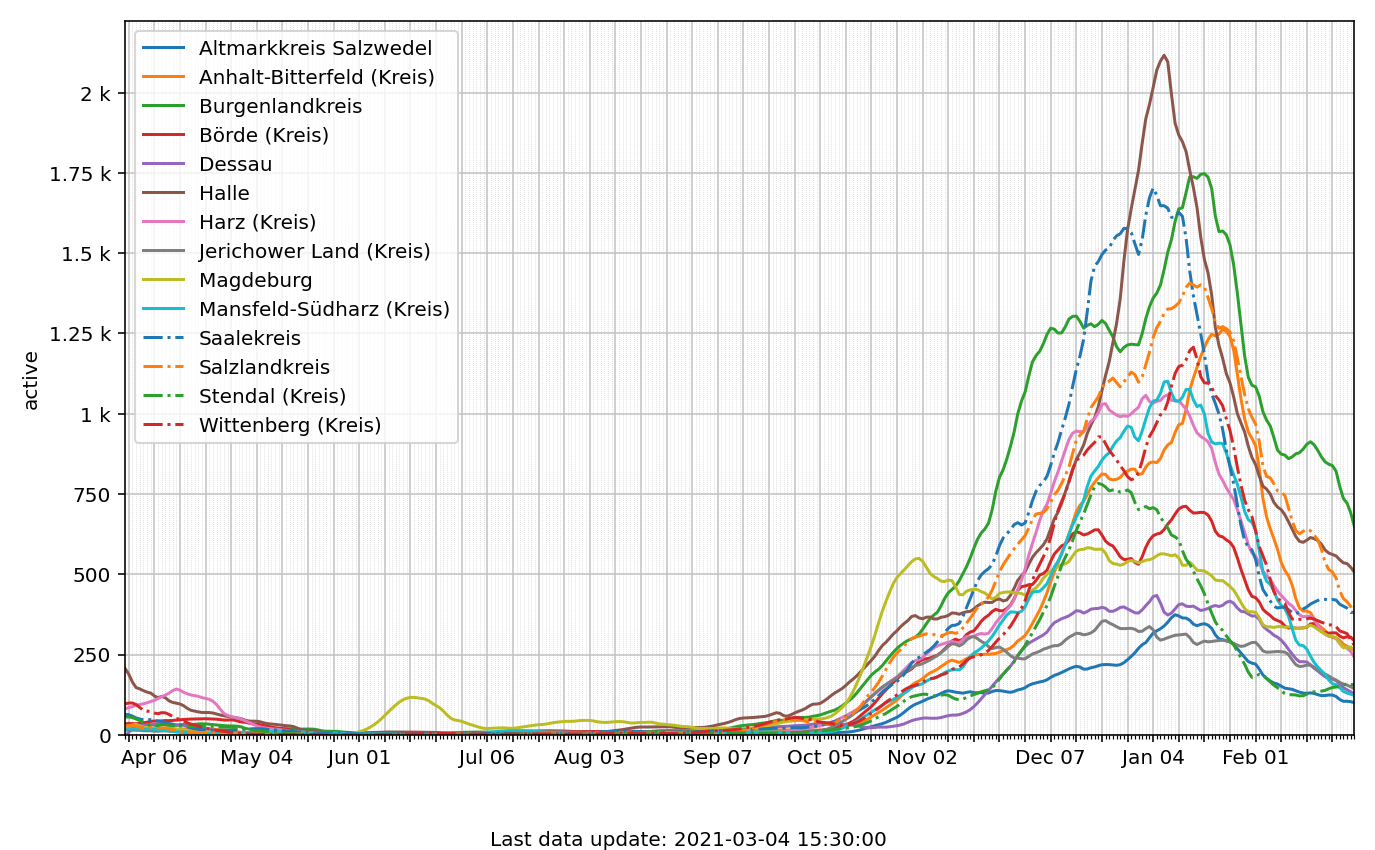 active
2 k
1.75 k
1.5 k
1.25 k
1 k
750
500
250
0
Altmarkkreis Salzwedel
Anhalt-Bitterfeld (Kreis)
Burgenlandkreis
Börde (Kreis)
Dessau
Halle
Harz (Kreis)
Jerichower Land (Kreis)
Magdeburg
Mansfeld-Südharz (Kreis)
Saalekreis
Salzlandkreis
Stendal (Kreis)
Wittenberg (Kreis)
Apr 06 May 04 Jun 01 Jul 06 Aug 03 Sep 07 Oct 05 Nov 02 Dec 07 Jan 04 Feb 01
Last data update: 2021-03-04 15:30:00